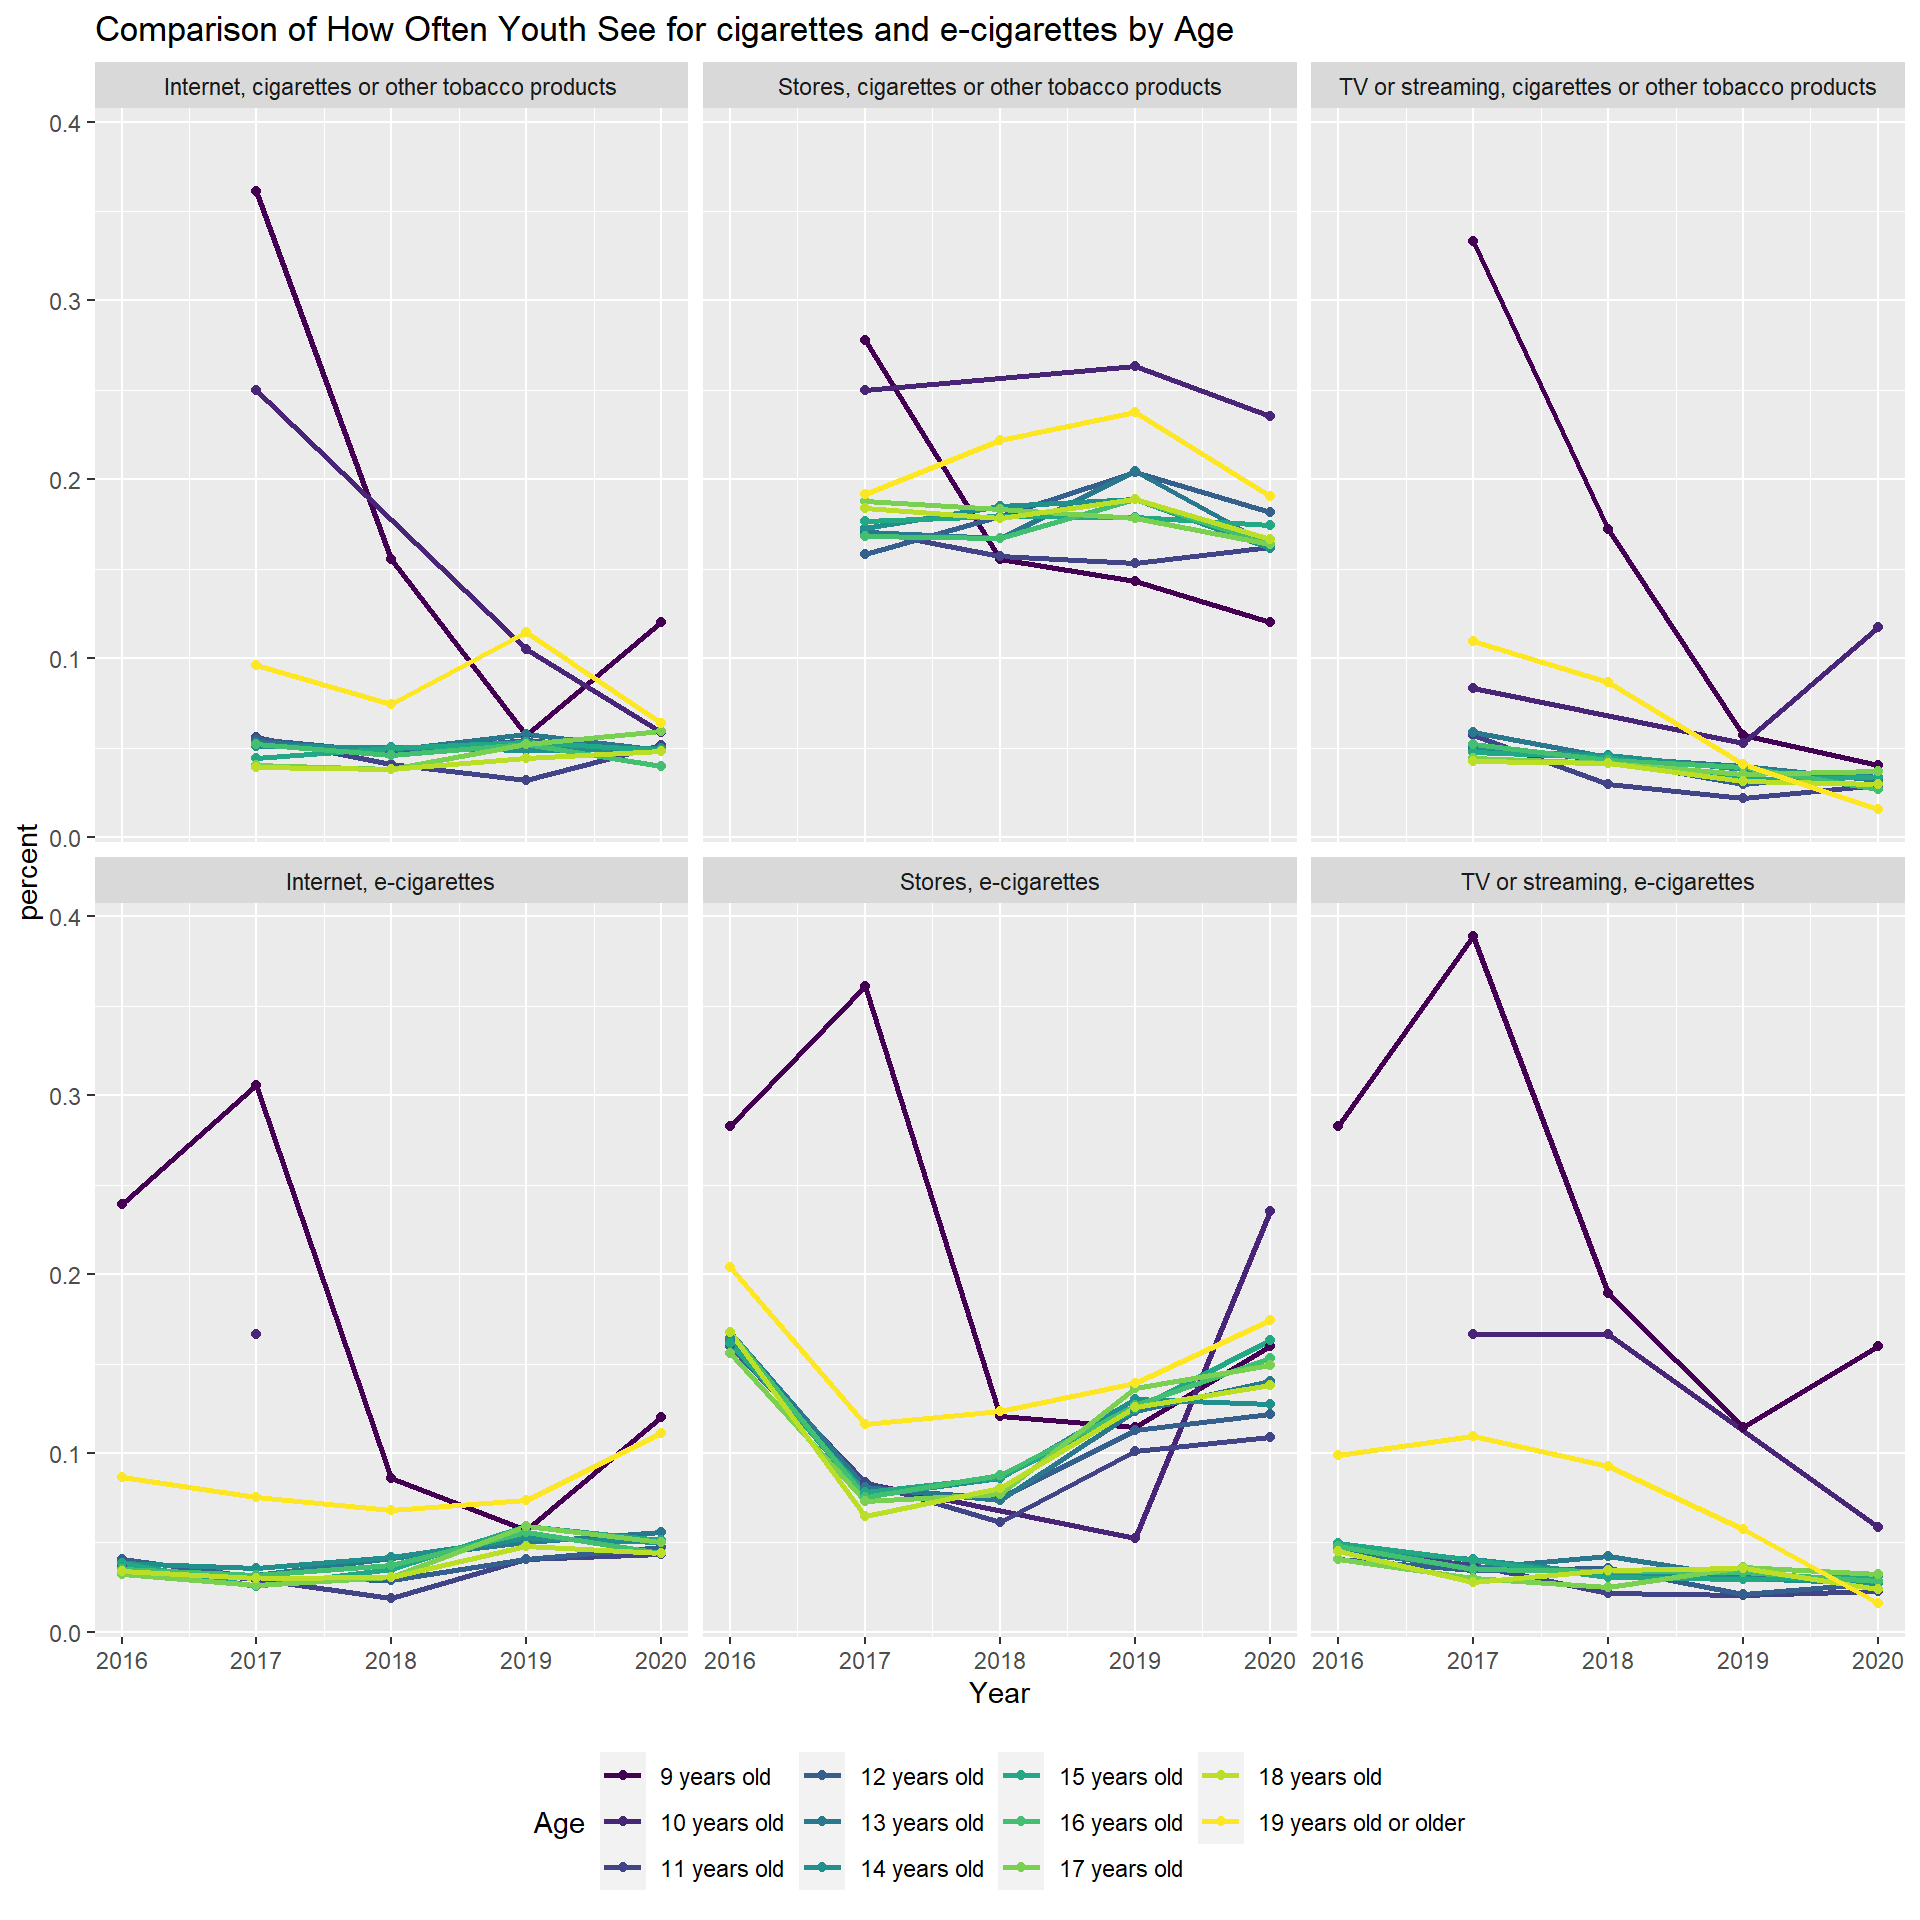 Comparison of How Often Youth See for cigarettes and e-cigarettes by Age
Internet, cigarettes or other tobacco products
Stores, cigarettes or other tobacco products
TV or streaming, cigarettes or other tobacco products
0.4
0.3
0.2
0.1
0.0
percent
Internet, e-cigarettes
Stores, e-cigarettes
TV or streaming, e-cigarettes
0.4
0.3
0.2
0.1
0.0
2016 2017 2018 2019 2020
2016 2017 2018 2019 2020
2016 2017 2018 2019 2020
Year
Age
9 years old
10 years old
11 years old
12 years old
13 years old
14 years old
15 years old
16 years old
17 years old
18 years old
19 years old or older